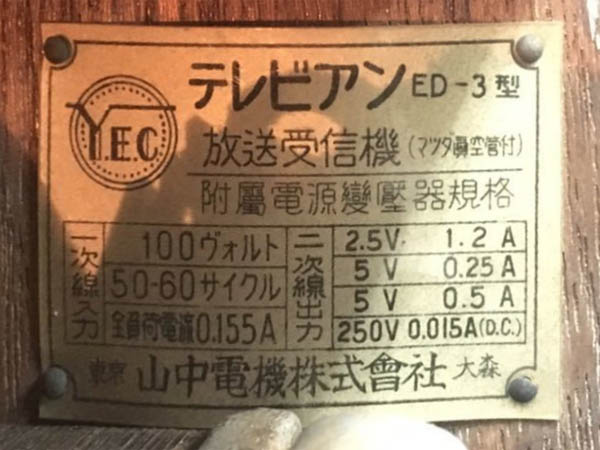 Y.E.C.
テレビアン ED-3型
放送受信機(マツダ眞空管付)
附屬電源變壓器規格
一次線入力
100ヴォルト
50-60サイクル
全負荷電流0.155A
二次線出力
2.5V 1.2A
5V 0.25A
5V 0.5A
250V 0.015A(D.C.)
東京 山中電機株式會社 大森